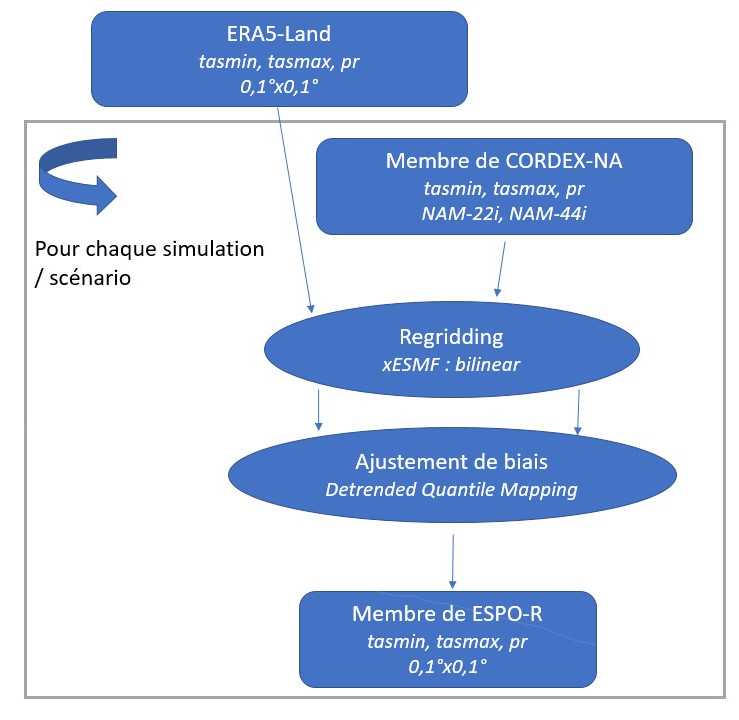 ERA5-Land
tasmin, tasmax, pr
0,1°x0,1°
Membre de CORDEX-NA
tasmin, tasmax, pr
NAM-22i, NAM-44i
Pour chaque simulation
/ scénario
Regridding
xESMF : bilinear
Ajustement de biais
Detrended Quantile Mapping
Membre de ESPO-R
tasmin, tasmax, pr
0,1°x0,1°